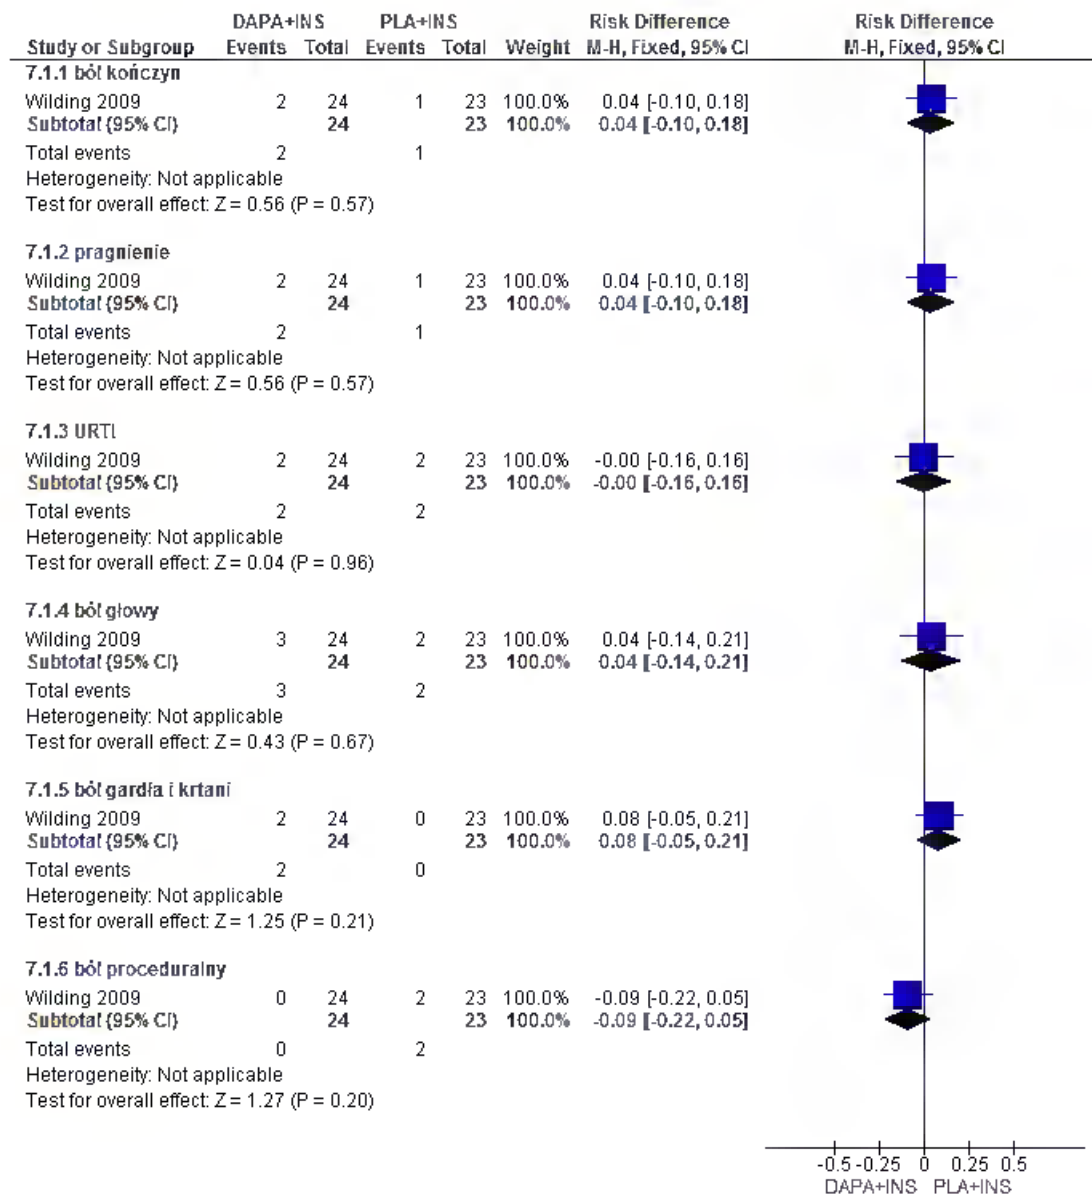 DAPA+INS PLA+INS Risk Difference Risk Difference
Study or Subgroup Events Total Events Total Weight M-H, Fixed, 95% CI M-H, Fixed, 95% CI
7.1.1 ból kończyn
Wilding 2009 2 24 1 23 100.0% 0.04 [-0.10, 0.18]
Subtotal (95% CI) 24 23 100.0% 0.04 [-0.10, 0.18]
Total events 2 1
Heterogeneity: Not applicable
Test for overall effect: Z = 0.56 (P = 0.57)
7.1.2 pragnienie
Wilding 2009 2 24 1 23 100.0% 0.04 [-0.10, 0.18]
Subtotal (95% CI) 24 23 100.0% 0.04 [-0.10, 0.18]
Total events 2 1
Heterogeneity: Not applicable
Test for overall effect: Z = 0.56 (P = 0.57)
7.1.3 URTI
Wilding 2009 2 24 2 23 100.0% -0.00 [-0.16, 0.16]
Subtotal (95% CI) 24 23 100.0% -0.00 [-0.16, 0.16]
Total events 2 2
Heterogeneity: Not applicable
Test for overall effect: Z = 0.04 (P = 0.96)
7.1.4 ból głowy
Wilding 2009 3 24 2 23 100.0% 0.04 [-0.14, 0.21]
Subtotal (95% CI) 24 23 100.0% 0.04 [-0.14, 0.21]
Total events 3 2
Heterogeneity: Not applicable
Test for overall effect: Z = 0.43 (P = 0.67)
7.1.5 ból gardła i krtani
Wilding 2009 2 24 0 23 100.0% 0.08 [-0.05, 0.21]
Subtotal (95% CI) 24 23 100.0% 0.08 [-0.05, 0.21]
Total events 2 0
Heterogeneity: Not applicable
Test for overall effect: Z = 1.25 (P = 0.21)
7.1.6 ból proceduralny
Wilding 2009 0 24 2 23 100.0% -0.09 [-0.22, 0.05]
Subtotal (95% CI) 24 23 100.0% -0.09 [-0.22, 0.05]
Total events 0 2
Heterogeneity: Not applicable
Test for overall effect: Z = 1.27 (P = 0.20)
-0.5 -0.25 0 0.25 0.5
DAPA+INS PLA+INS